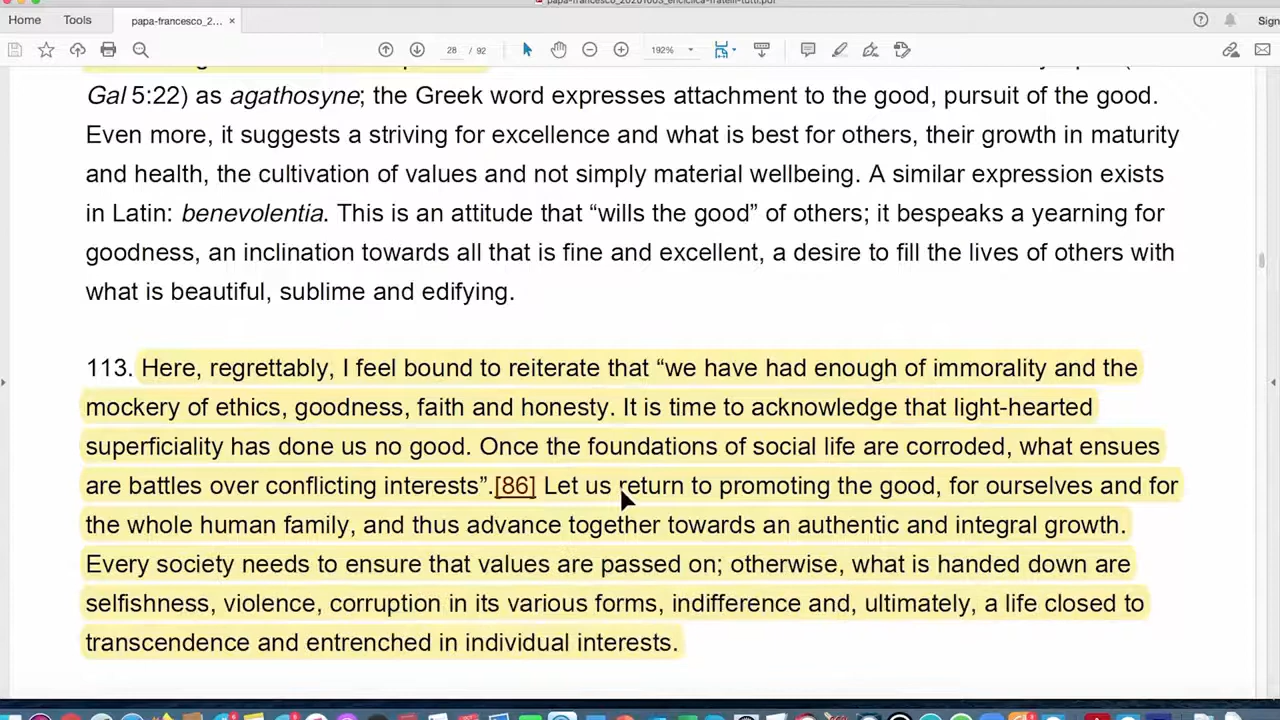 papa-francesco_20201003_enciclica-fratelli-tutti.pdf
Home Tools papa-francesco_2... × Sign
28 / 92 192%
Gal 5:22) as agathosyne; the Greek word expresses attachment to the good, pursuit of the good.
Even more, it suggests a striving for excellence and what is best for others, their growth in maturity
and health, the cultivation of values and not simply material wellbeing. A similar expression exists
in Latin: benevolentia. This is an attitude that “wills the good” of others; it bespeaks a yearning for
goodness, an inclination towards all that is fine and excellent, a desire to fill the lives of others with
what is beautiful, sublime and edifying.
113. Here, regrettably, I feel bound to reiterate that “we have had enough of immorality and the
mockery of ethics, goodness, faith and honesty. It is time to acknowledge that light-hearted
superficiality has done us no good. Once the foundations of social life are corroded, what ensues
are battles over conflicting interests”.[86] Let us return to promoting the good, for ourselves and for
the whole human family, and thus advance together towards an authentic and integral growth.
Every society needs to ensure that values are passed on; otherwise, what is handed down are
selfishness, violence, corruption in its various forms, indifference and, ultimately, a life closed to
transcendence and entrenched in individual interests.